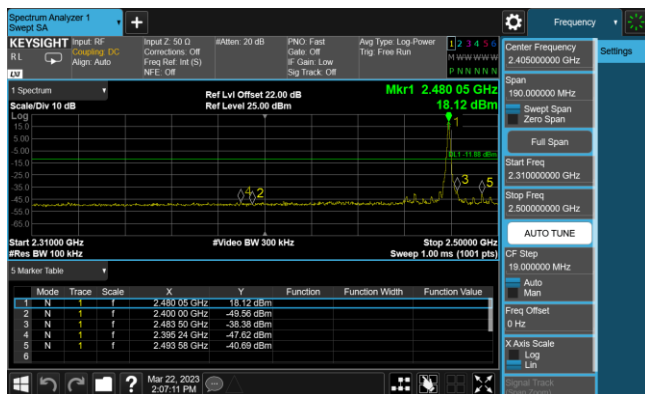 Spectrum Analyzer 1
Swept SA
Frequency
KEYSIGHT
R L
Input: RF
Coupling: DC
Align: Auto
Input Z: 50 Ω
Corrections: Off
Freq Ref: Int (S)
NFE: Off
#Atten: 20 dB
PNO: Fast
Gate: Off
IF Gain: Low
Sig Track: Off
Avg Type: Log-Power
Trig: Free Run
1 2 3 4 5 6
M W W W W W
P N N N N N
LXI
1 Spectrum
Scale/Div 10 dB
Log
Ref Lvl Offset 22.00 dB
Ref Level 25.00 dBm
Mkr1 2.480 05 GHz
18.12 dBm
15.0
5.00
-5.00
-15.0
-25.0
-35.0
-45.0
-55.0
-65.0
DL1 -11.88 dBm
1
4 2
3
5
Start 2.31000 GHz
#Res BW 100 kHz
#Video BW 300 kHz
Stop 2.50000 GHz
Sweep 1.00 ms (1001 pts)
5 Marker Table
Mode Trace Scale X Y Function Function Width Function Value
1 N 1 f 2.480 05 GHz 18.12 dBm
2 N 1 f 2.400 00 GHz -49.56 dBm
3 N 1 f 2.483 50 GHz -38.38 dBm
4 N 1 f 2.395 24 GHz -47.62 dBm
5 N 1 f 2.493 58 GHz -40.69 dBm
6
Mar 22, 2023
2:07:11 PM
Center Frequency
2.405000000 GHz
Settings
Span
190.000000 MHz
Swept Span
Zero Span
Full Span
Start Freq
2.310000000 GHz
Stop Freq
2.500000000 GHz
AUTO TUNE
CF Step
19.000000 MHz
Auto
Man
Freq Offset
0 Hz
X Axis Scale
Log
Lin
Signal Track
(Span Zoom)